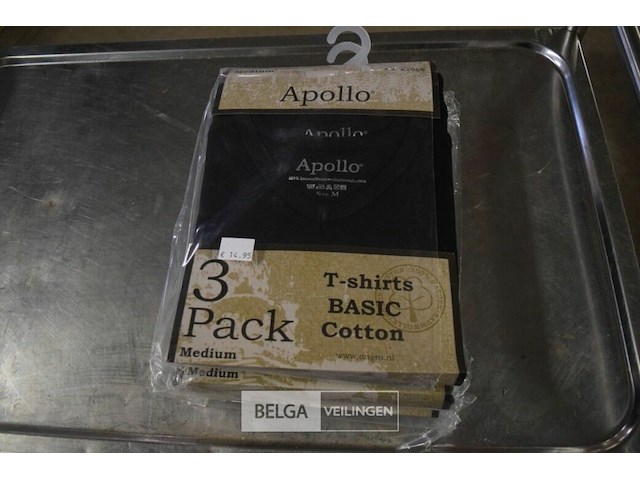 Apollo®
Apollo®
Apollo®
Size M
€ 14,95
3 Pack
T-shirts
BASIC
Cotton
Medium
Medium
BELGA VEILINGEN